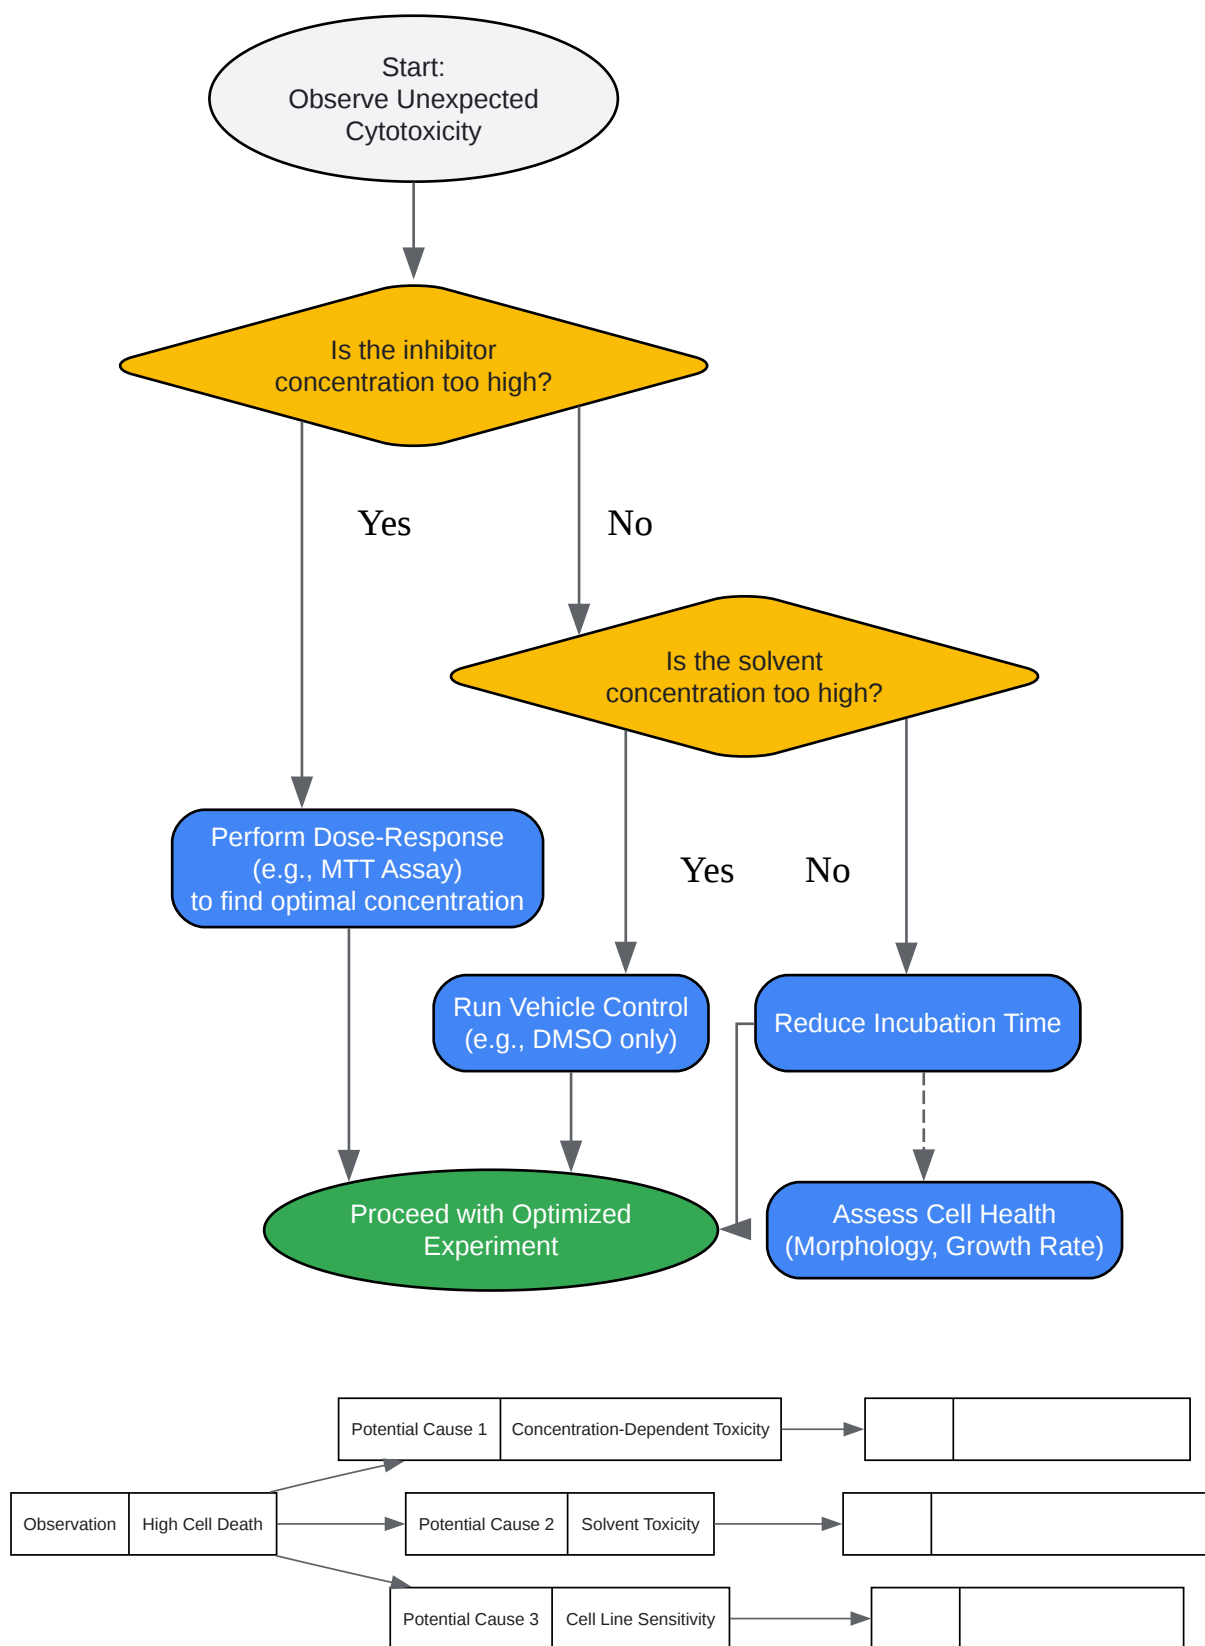 Start:
Observe Unexpected
Cytotoxicity
Is the inhibitor
concentration too high?
Yes
No
Is the solvent
concentration too high?
Perform Dose-Response
(e.g., MTT Assay)
to find optimal concentration
Yes
No
Run Vehicle Control
(e.g., DMSO only)
Reduce Incubation Time
Proceed with Optimized
Experiment
Assess Cell Health
(Morphology, Growth Rate)
Potential Cause 1
Concentration-Dependent Toxicity
Observation
High Cell Death
Potential Cause 2
Solvent Toxicity
Potential Cause 3
Cell Line Sensitivity